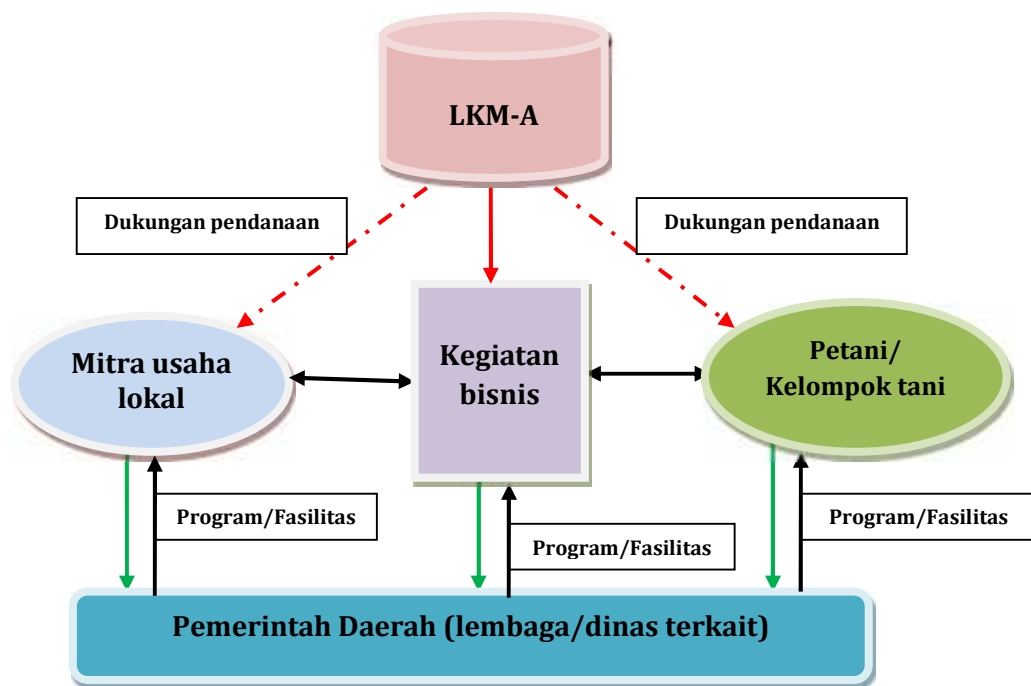 LKM-A
Dukungan pendanaan
Dukungan pendanaan
Mitra usaha
lokal
Kegiatan
bisnis
Petani/
Kelompok tani
Program/Fasilitas
Program/Fasilitas
Program/Fasilitas
Pemerintah Daerah (lembaga/dinas terkait)